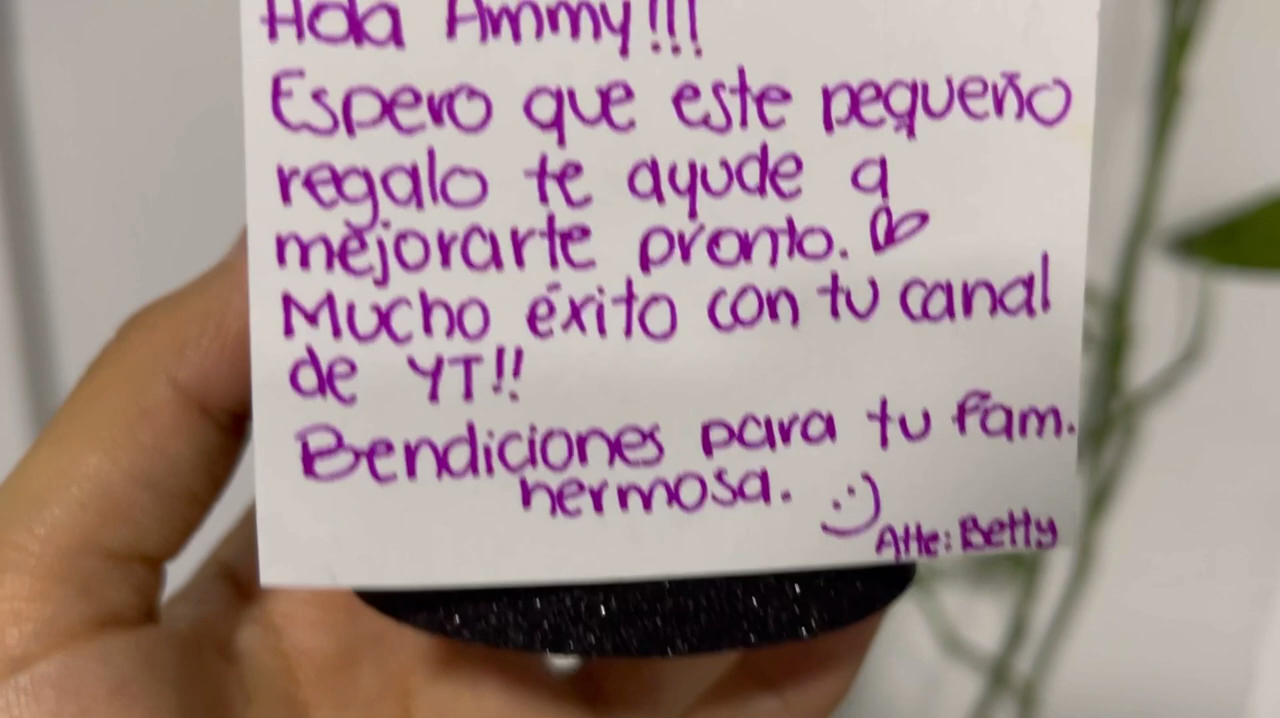 Hola Ammy!!!
Espero que este pequeño
regalo te ayude a
mejorarte pronto. ♡
Mucho éxito con tu canal
de YT!!
Bendiciones para tu fam.
hermosa. :)
Atte: Betty